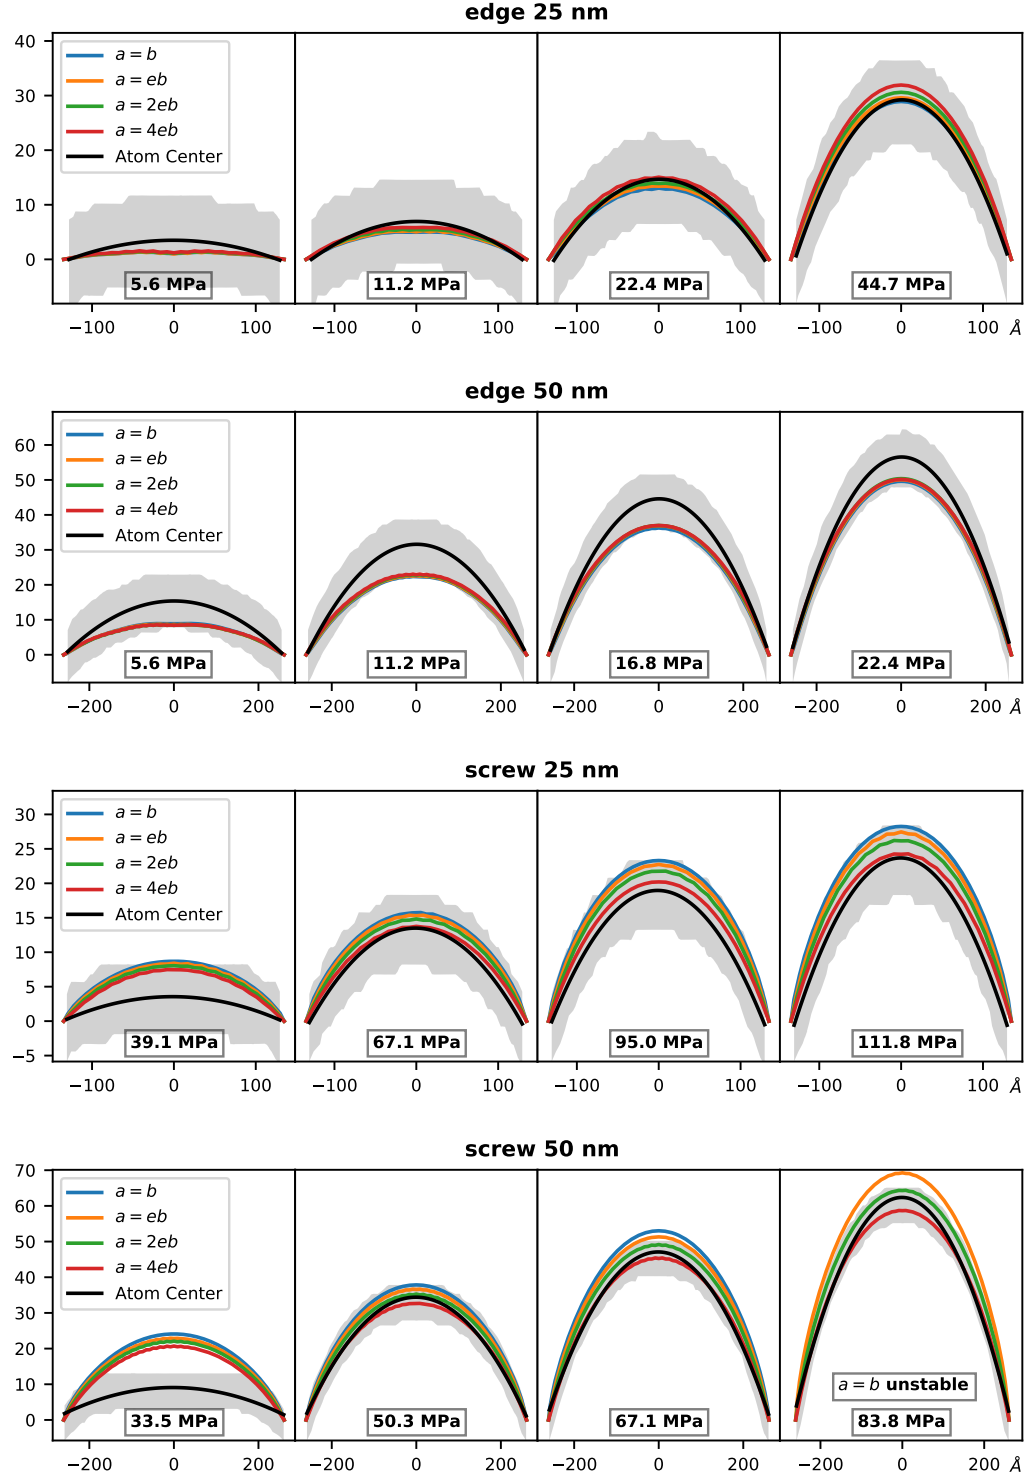 edge 25 nm
40
30
20
10
0
a = b
a = eb
a = 2eb
a = 4eb
Atom Center
5.6 MPa
11.2 MPa
22.4 MPa
44.7 MPa
−100 0 100 −100 0 100 −100 0 100 −100 0 100 Å
edge 50 nm
60
50
40
30
20
10
0
a = b
a = eb
a = 2eb
a = 4eb
Atom Center
5.6 MPa
11.2 MPa
16.8 MPa
22.4 MPa
−200 0 200 −200 0 200 −200 0 200 −200 0 200 Å
screw 25 nm
30
25
20
15
10
5
0
−5
a = b
a = eb
a = 2eb
a = 4eb
Atom Center
39.1 MPa
67.1 MPa
95.0 MPa
111.8 MPa
−100 0 100 −100 0 100 −100 0 100 −100 0 100 Å
screw 50 nm
70
60
50
40
30
20
10
0
a = b
a = eb
a = 2eb
a = 4eb
Atom Center
33.5 MPa
50.3 MPa
67.1 MPa
a = b unstable
83.8 MPa
−200 0 200 −200 0 200 −200 0 200 −200 0 200 Å